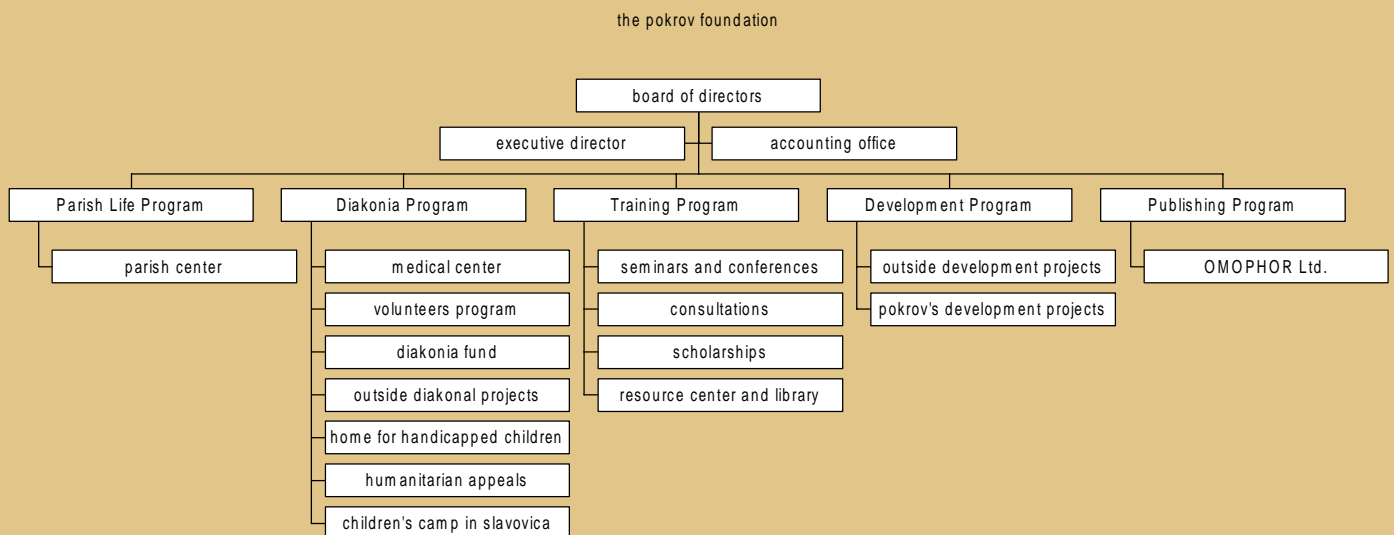 the pokrov foundation
board of directors
executive director
accounting office
Parish Life Program
Diakonia Program
Training Program
Development Program
Publishing Program
parish center
medical center
volunteers program
diakonia fund
outside diakonal projects
home for handicapped children
humanitarian appeals
children's camp in slavovica
seminars and conferences
consultations
scholarships
resource center and library
outside development projects
pokrov's development projects
OMOPHOR Ltd.